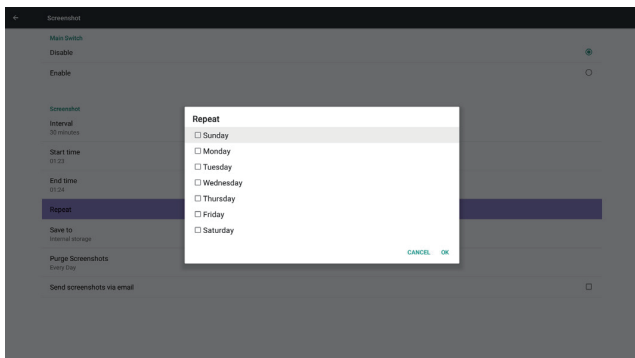 Screenshot
Main Switch
Disable
Enable
Screenshot
Interval
30 minutes
Start time
01:23
End time
01:24
Repeat
Save to
Internal storage
Purge Screenshots
Every Day
Send screenshots via email
Repeat
Sunday
Monday
Tuesday
Wednesday
Thursday
Friday
Saturday
CANCEL OK